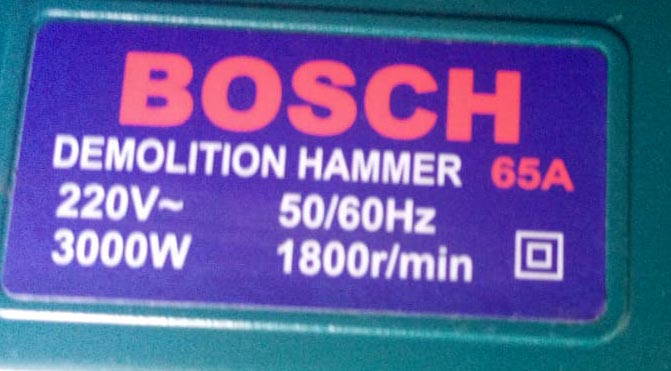 BOSCH
DEMOLITION HAMMER 65A
220V~ 50/60Hz
3000W 1800r/min